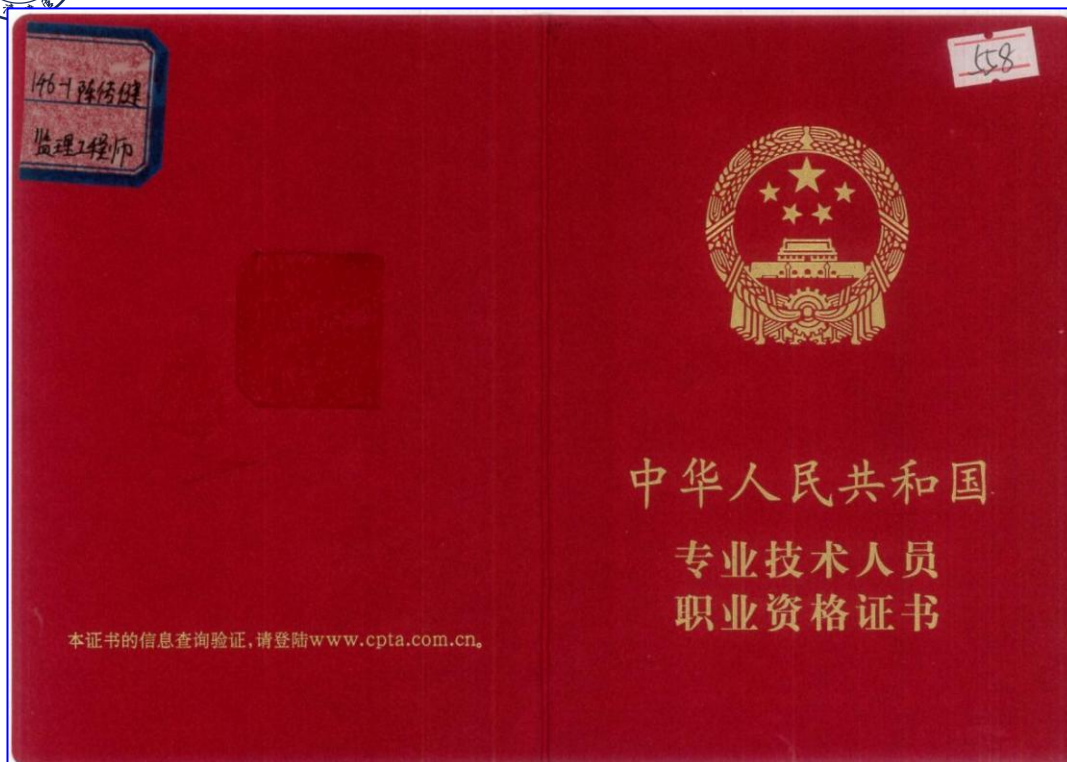 146-1陈传健
监理工程师
558
中华人民共和国
专业技术人员
职业资格证书
本证书的信息查询验证,请登陆www.cpta.com.cn。